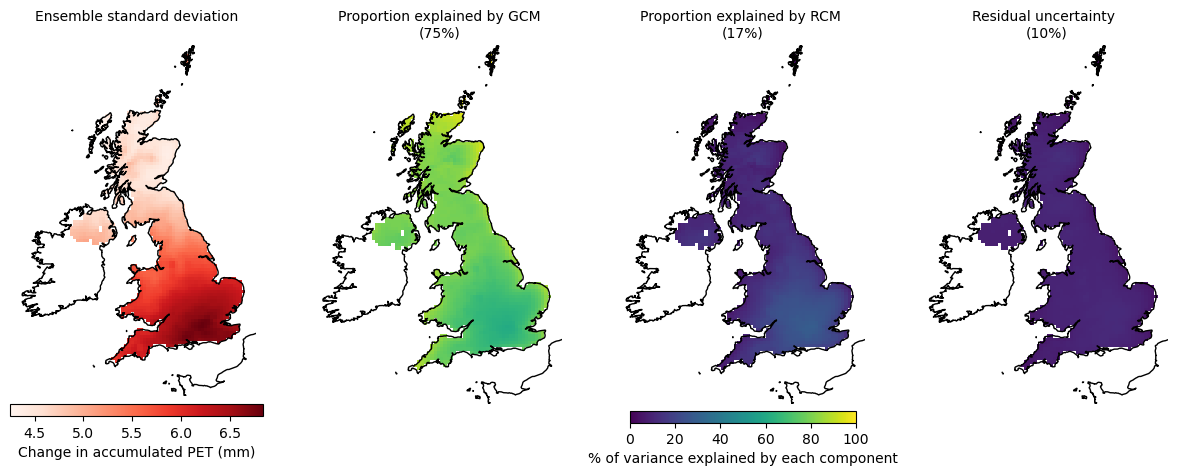 Ensemble standard deviation
Proportion explained by GCM
(75%)
Proportion explained by RCM
(17%)
Residual uncertainty
(10%)
4.5 5.0 5.5 6.0 6.5
Change in accumulated PET (mm)
0 20 40 60 80 100
% of variance explained by each component